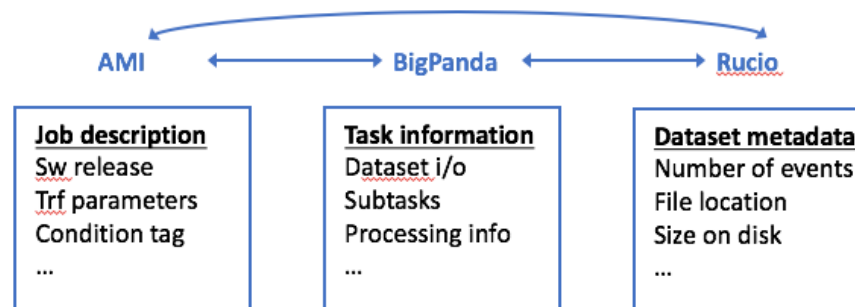 AMI
BigPanda
Rucio
Job description
Sw release
Trf parameters
Condition tag
...
Task information
Dataset i/o
Subtasks
Processing info
...
Dataset metadata
Number of events
File location
Size on disk
...